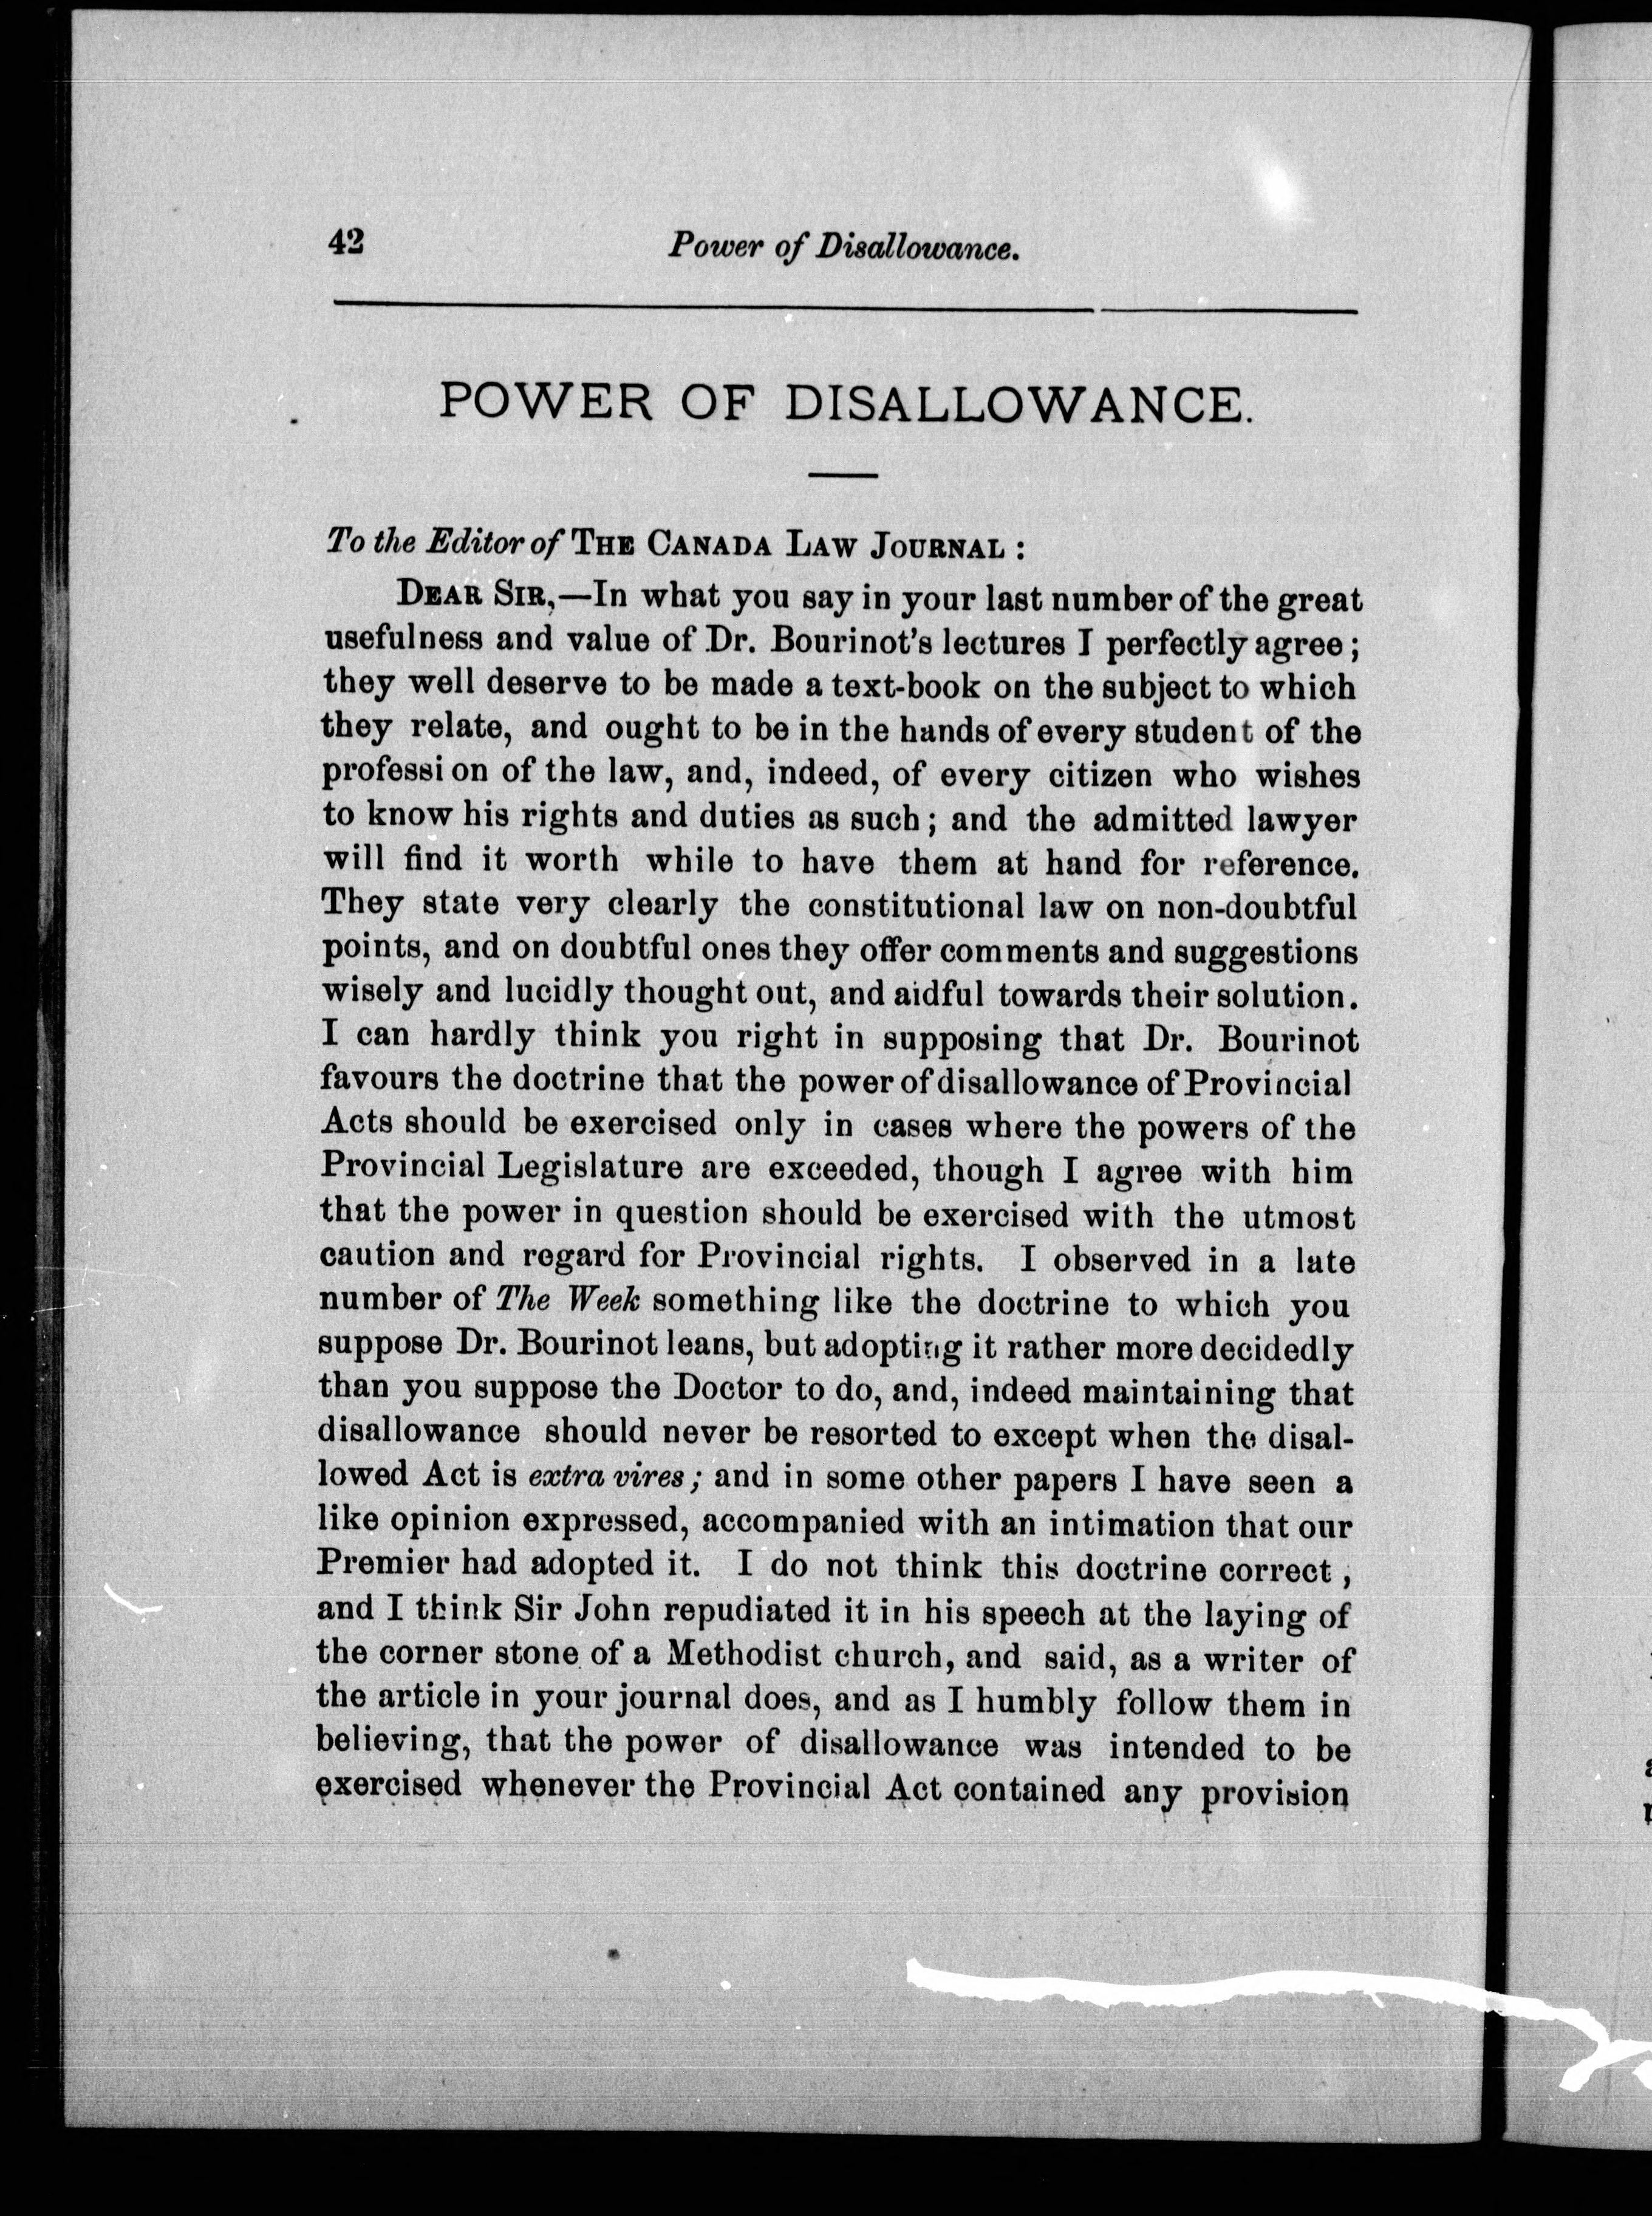 42
Power of Disallowance.
POWER OF DISALLOWANCE.
To the Editor of THE CANADA LAW JOURNAL :
DEAR SIR,—In what you say in your last number of the great
usefulness and value of Dr. Bourinot's lectures I perfectly agree;
they well deserve to be made a text-book on the subject to which
they relate, and ought to be in the hands of every student of the
profession of the law, and, indeed, of every citizen who wishes
to know his rights and duties as such; and the admitted lawyer
will find it worth while to have them at hand for reference.
They state very clearly the constitutional law on non-doubtful
points, and on doubtful ones they offer comments and suggestions
wisely and lucidly thought out, and aidful towards their solution.
I can hardly think you right in supposing that Dr. Bourinot
favours the doctrine that the power of disallowance of Provincial
Acts should be exercised only in cases where the powers of the
Provincial Legislature are exceeded, though I agree with him
that the power in question should be exercised with the utmost
caution and regard for Provincial rights. I observed in a late
number of The Week something like the doctrine to which you
suppose Dr. Bourinot leans, but adopting it rather more decidedly
than you suppose the Doctor to do, and, indeed maintaining that
disallowance should never be resorted to except when the disal-
lowed Act is extra vires; and in some other papers I have seen a
like opinion expressed, accompanied with an intimation that our
Premier had adopted it. I do not think this doctrine correct,
and I think Sir John repudiated it in his speech at the laying of
the corner stone of a Methodist church, and said, as a writer of
the article in your journal does, and as I humbly follow them in
believing, that the power of disallowance was intended to be
exercised whenever the Provincial Act contained any provision